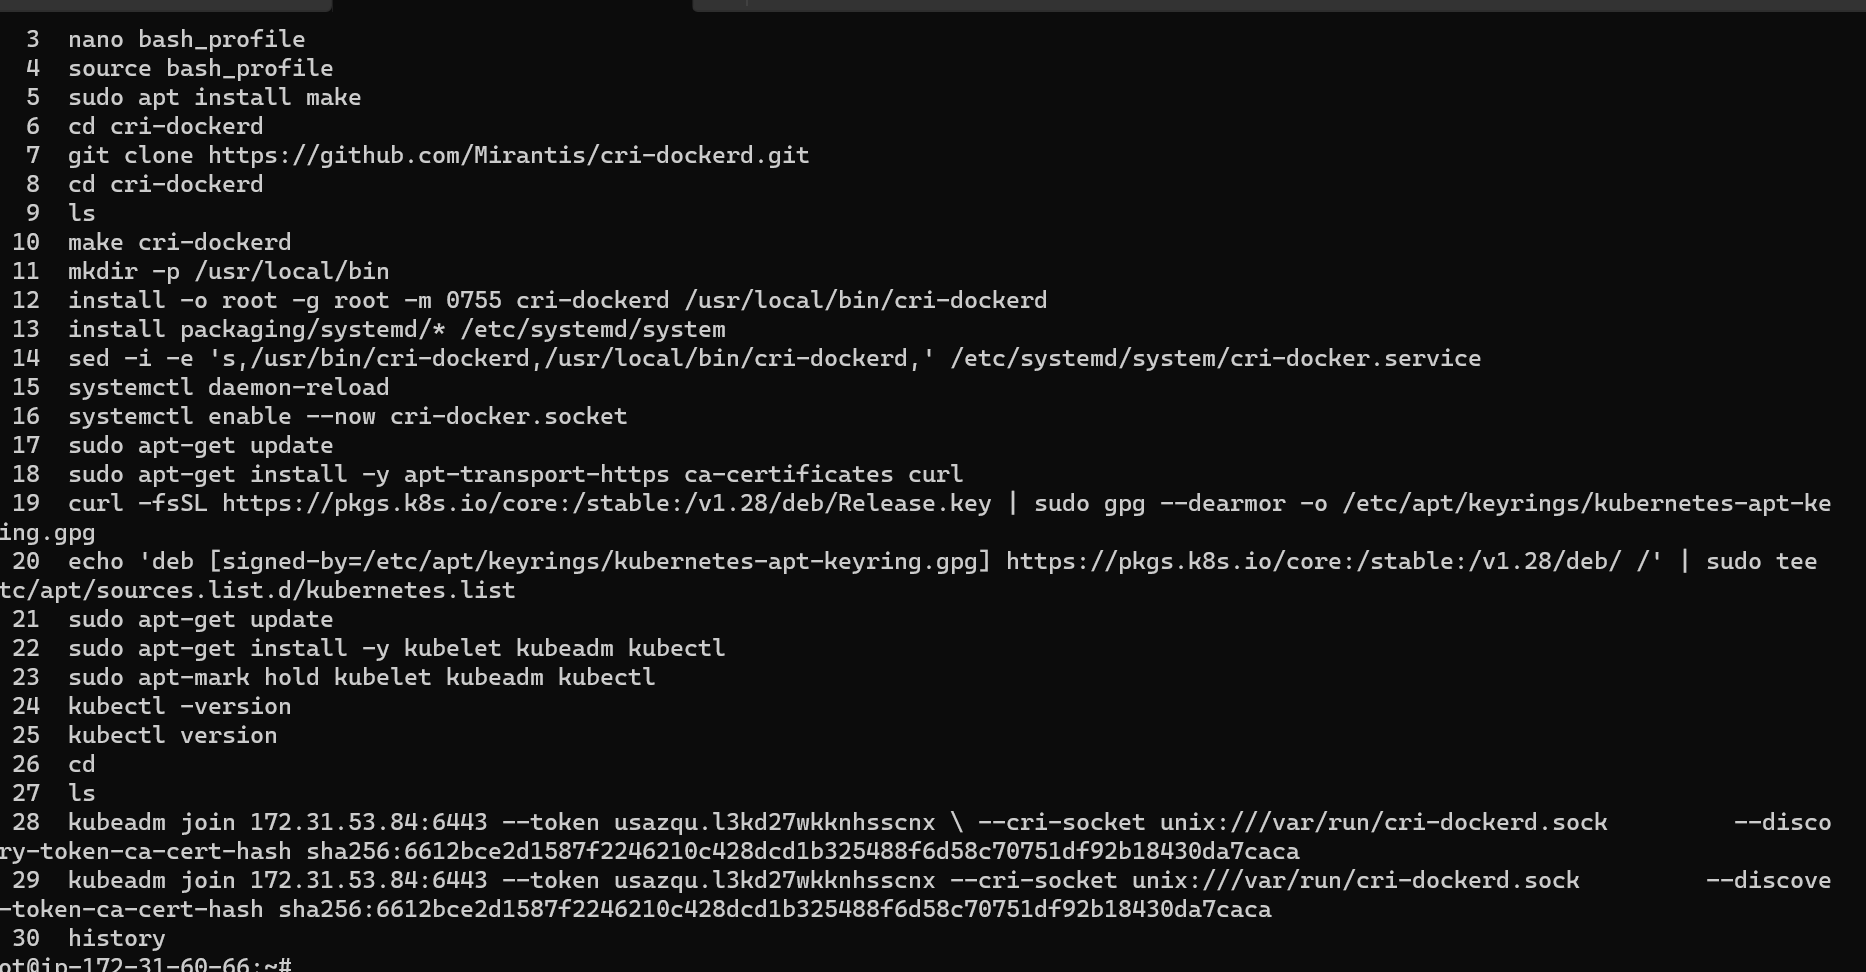 3 nano bash_profile
4 source bash_profile
5 sudo apt install make
6 cd cri-dockerd
7 git clone https://github.com/Mirantis/cri-dockerd.git
8 cd cri-dockerd
9 ls
10 make cri-dockerd
11 mkdir -p /usr/local/bin
12 install -o root -g root -m 0755 cri-dockerd /usr/local/bin/cri-dockerd
13 install packaging/systemd/* /etc/systemd/system
14 sed -i -e 's,/usr/bin/cri-dockerd,/usr/local/bin/cri-dockerd,' /etc/systemd/system/cri-docker.service
15 systemctl daemon-reload
16 systemctl enable --now cri-docker.socket
17 sudo apt-get update
18 sudo apt-get install -y apt-transport-https ca-certificates curl
19 curl -fsSL https://pkgs.k8s.io/core:/stable:/v1.28/deb/Release.key | sudo gpg --dearmor -o /etc/apt/keyrings/kubernetes-apt-ke
ing.gpg
20 echo 'deb [signed-by=/etc/apt/keyrings/kubernetes-apt-keyring.gpg] https://pkgs.k8s.io/core:/stable:/v1.28/deb/ /' | sudo tee
tc/apt/sources.list.d/kubernetes.list
21 sudo apt-get update
22 sudo apt-get install -y kubelet kubeadm kubectl
23 sudo apt-mark hold kubelet kubeadm kubectl
24 kubectl -version
25 kubectl version
26 cd
27 ls
28 kubeadm join 172.31.53.84:6443 --token usazqu.l3kd27wkknhsscnx \ --cri-socket unix:///var/run/cri-dockerd.sock --disco
ry-token-ca-cert-hash sha256:6612bce2d1587f2246210c428dcd1b325488f6d58c70751df92b18430da7caca
29 kubeadm join 172.31.53.84:6443 --token usazqu.l3kd27wkknhsscnx --cri-socket unix:///var/run/cri-dockerd.sock --discove
-token-ca-cert-hash sha256:6612bce2d1587f2246210c428dcd1b325488f6d58c70751df92b18430da7caca
30 history
ot@ip-172-31-60-66:~#